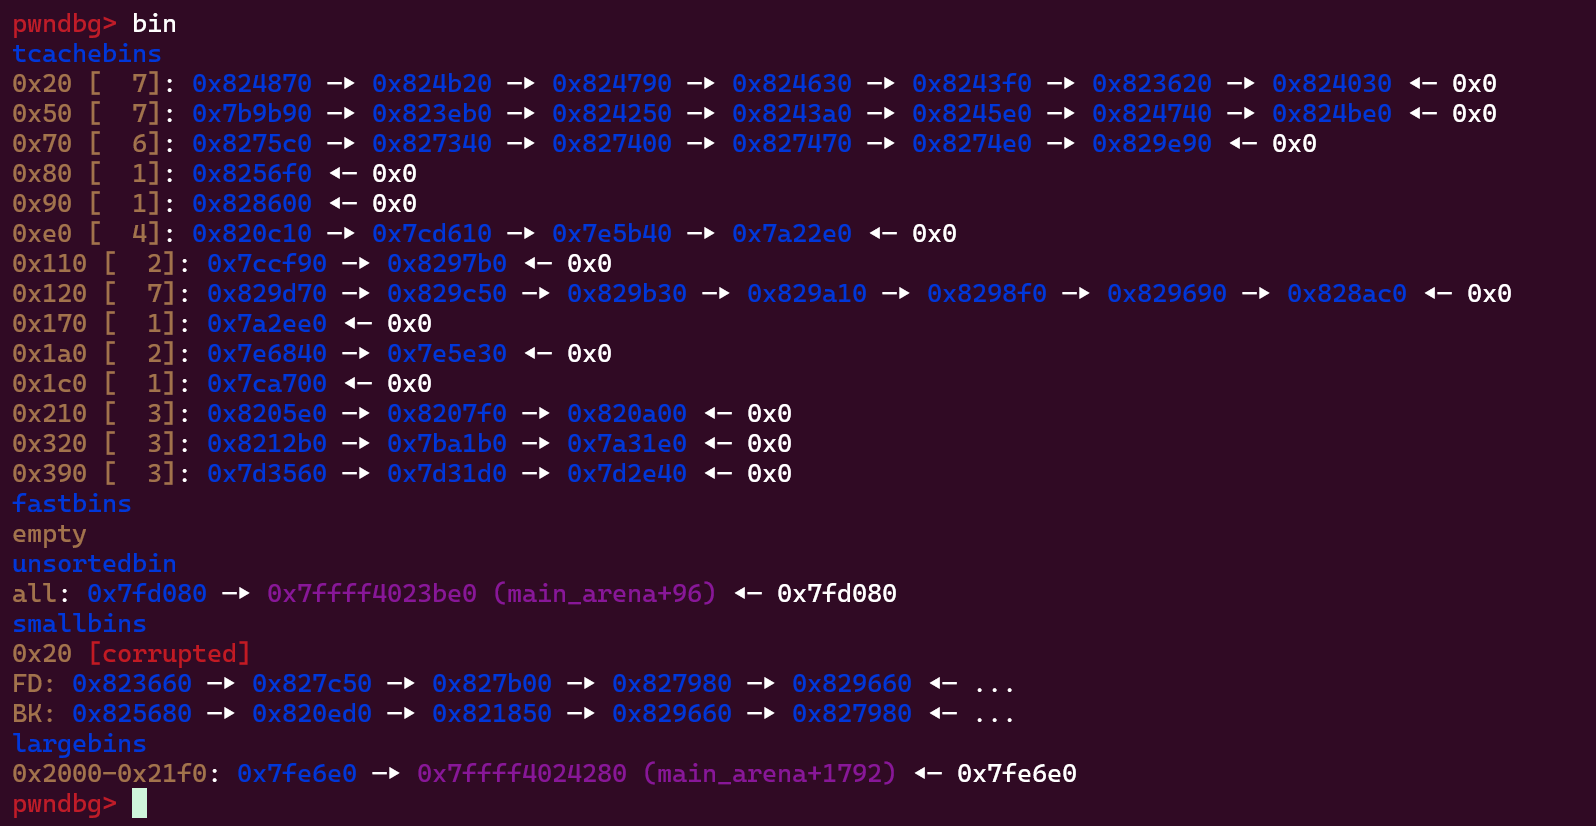 pwndbg> bin
tcachebins
0x20 [  7]: 0x824870 —▸ 0x824b20 —▸ 0x824790 —▸ 0x824630 —▸ 0x8243f0 —▸ 0x823620 —▸ 0x824030 ◂— 0x0
0x50 [  7]: 0x7b9b90 —▸ 0x823eb0 —▸ 0x824250 —▸ 0x8243a0 —▸ 0x8245e0 —▸ 0x824740 —▸ 0x824be0 ◂— 0x0
0x70 [  6]: 0x8275c0 —▸ 0x827340 —▸ 0x827400 —▸ 0x827470 —▸ 0x8274e0 —▸ 0x829e90 ◂— 0x0
0x80 [  1]: 0x8256f0 ◂— 0x0
0x90 [  1]: 0x828600 ◂— 0x0
0xe0 [  4]: 0x820c10 —▸ 0x7cd610 —▸ 0x7e5b40 —▸ 0x7a22e0 ◂— 0x0
0x110 [  2]: 0x7ccf90 —▸ 0x8297b0 ◂— 0x0
0x120 [  7]: 0x829d70 —▸ 0x829c50 —▸ 0x829b30 —▸ 0x829a10 —▸ 0x8298f0 —▸ 0x829690 —▸ 0x828ac0 ◂— 0x0
0x170 [  1]: 0x7a2ee0 ◂— 0x0
0x1a0 [  2]: 0x7e6840 —▸ 0x7e5e30 ◂— 0x0
0x1c0 [  1]: 0x7ca700 ◂— 0x0
0x210 [  3]: 0x8205e0 —▸ 0x8207f0 —▸ 0x820a00 ◂— 0x0
0x320 [  3]: 0x8212b0 —▸ 0x7ba1b0 —▸ 0x7a31e0 ◂— 0x0
0x390 [  3]: 0x7d3560 —▸ 0x7d31d0 —▸ 0x7d2e40 ◂— 0x0
fastbins
empty
unsortedbin
all: 0x7fd080 —▸ 0x7ffff4023be0 (main_arena+96) ◂— 0x7fd080
smallbins
0x20 [corrupted]
FD: 0x823660 —▸ 0x827c50 —▸ 0x827b00 —▸ 0x827980 —▸ 0x829660 ◂— ...
BK: 0x825680 —▸ 0x820ed0 —▸ 0x821850 —▸ 0x829660 —▸ 0x827980 ◂— ...
largebins
0x2000-0x21f0: 0x7fe6e0 —▸ 0x7ffff4024280 (main_arena+1792) ◂— 0x7fe6e0
pwndbg>